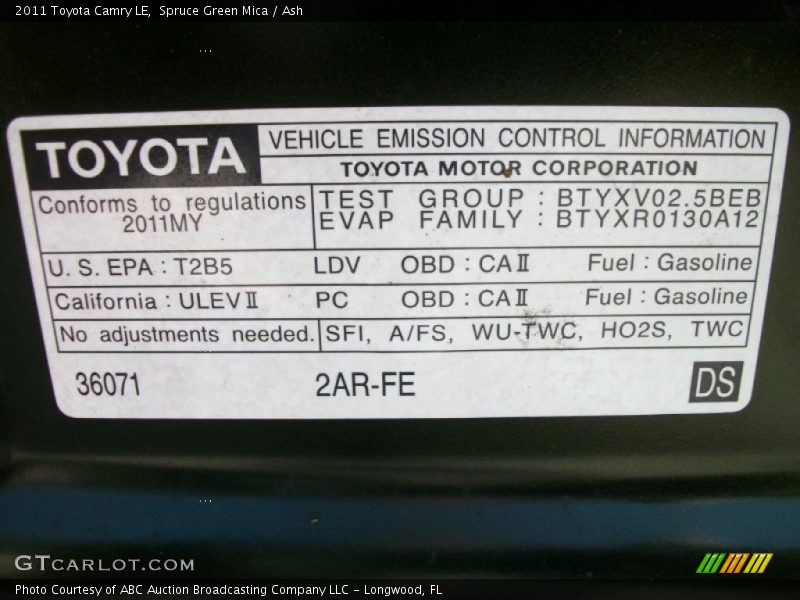 2011 Toyota Camry LE, Spruce Green Mica / Ash
TOYOTA
VEHICLE EMISSION CONTROL INFORMATION
TOYOTA MOTOR CORPORATION
Conforms to regulations
2011MY
TEST GROUP : BTYXV02.5BEB
EVAP FAMILY : BTYXR0130A12
U. S. EPA : T2B5 LDV OBD : CAⅡ Fuel : Gasoline
California : ULEVⅡ PC OBD : CAⅡ Fuel : Gasoline
No adjustments needed. SFI, A/FS, WU-TWC, HO2S, TWC
36071 2AR-FE DS
GTCARLOT.COM
Photo Courtesy of ABC Auction Broadcasting Company LLC - Longwood, FL